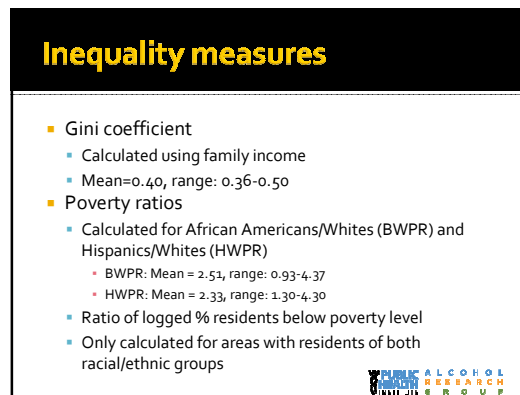 Inequality measures
Gini coefficient
Calculated using family income
Mean=0.40, range: 0.36-0.50
Poverty ratios
Calculated for African Americans/Whites (BWPR) and
Hispanics/Whites (HWPR)
BWPR: Mean = 2.51, range: 0.93-4.37
HWPR: Mean = 2.33, range: 1.30-4.30
Ratio of logged % residents below poverty level
Only calculated for areas with residents of both
racial/ethnic groups
PUBLIC HEALTH
ALCOHOL
RESEARCH
GROUP